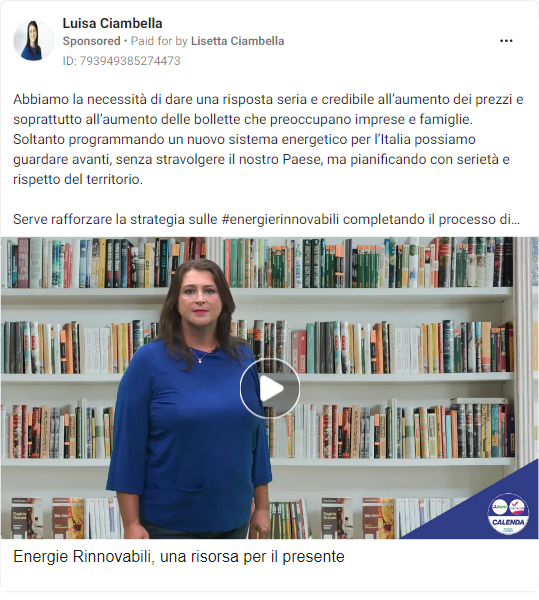 Luisa Ciambella
Sponsored • Paid for by Lisetta Ciambella
ID: 793949385274473
Abbiamo la necessità di dare una risposta seria e credibile all’aumento dei prezzi e
soprattutto all’aumento delle bollette che preoccupano imprese e famiglie.
Soltanto programmando un nuovo sistema energetico per l’Italia possiamo
guardare avanti, senza stravolgere il nostro Paese, ma pianificando con serietà e
rispetto del territorio.
Serve rafforzare la strategia sulle #energierinnovabili completando il processo di...
CALENDA
Energie Rinnovabili, una risorsa per il presente